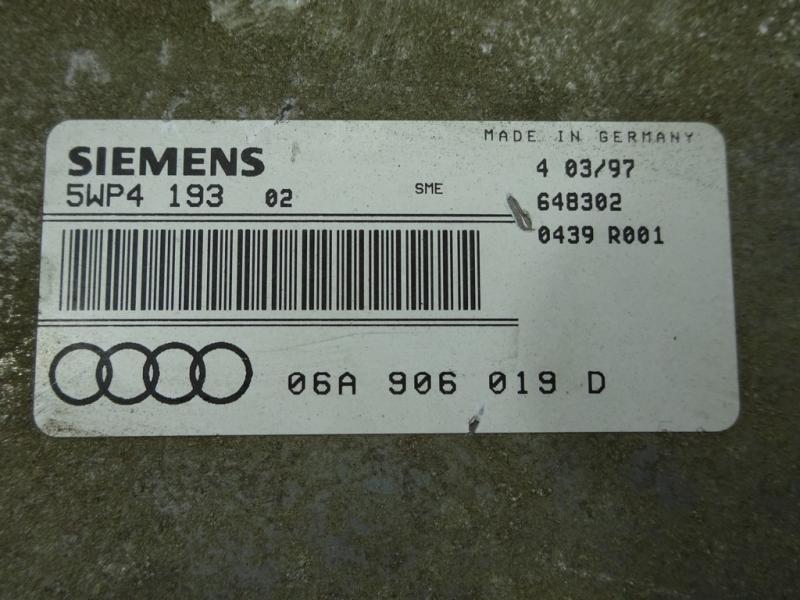 MADE IN GERMANY
SIEMENS
4 03/97
5WP4 193 02 SME
648302
0439 R001
06A 906 019 D